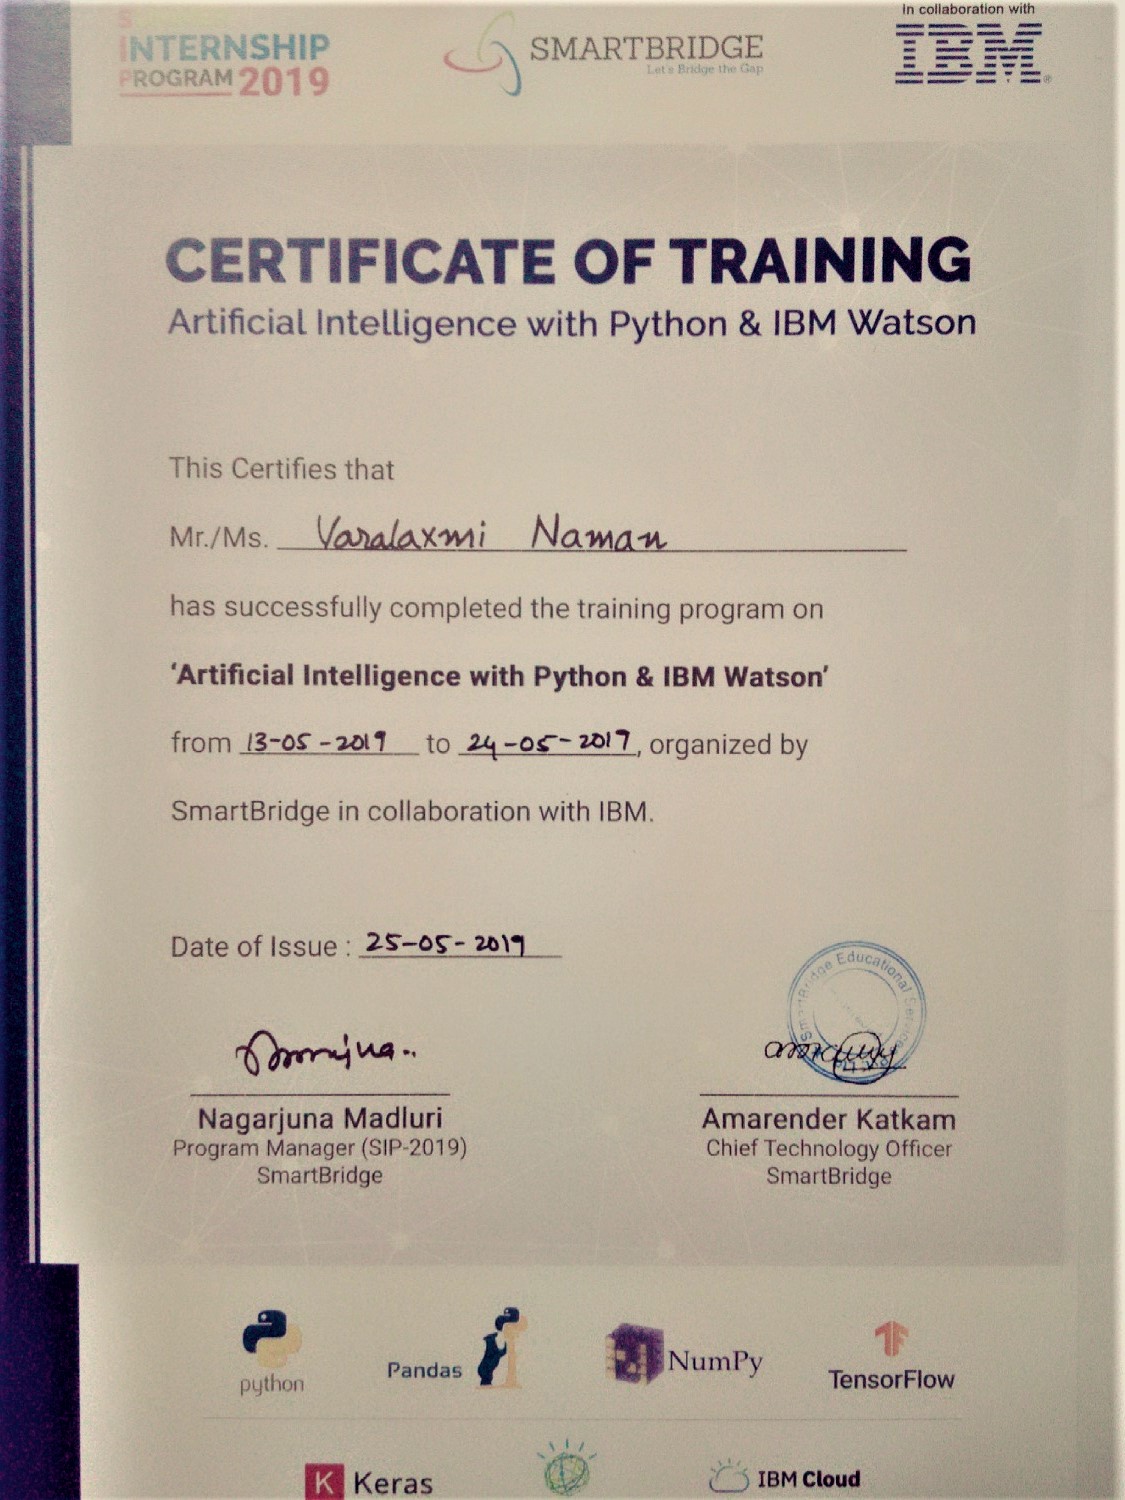 In collaboration with
INTERNSHIP
PROGRAM 2019
SMARTBRIDGE
Let's Bridge the Gap
IBM®
CERTIFICATE OF TRAINING
Artificial Intelligence with Python & IBM Watson
This Certifies that
Mr./Ms. Varalaxmi Naman
has successfully completed the training program on
‘Artificial Intelligence with Python & IBM Watson’
from 13-05-2019 to 24-05-2019, organized by
SmartBridge in collaboration with IBM.
Date of Issue : 25-05-2019
SmartBridge Educational Services
Nagarjuna Madluri
Program Manager (SIP-2019)
SmartBridge
Amarender Katkam
Chief Technology Officer
SmartBridge
python
Pandas
NumPy
TensorFlow
K Keras
IBM Cloud